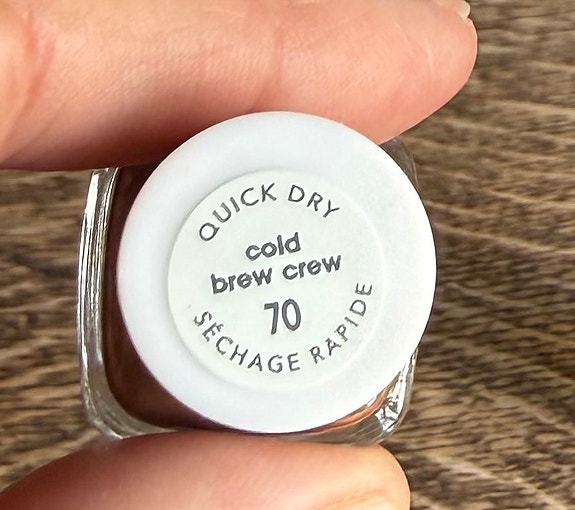 QUICK DRY
cold
brew crew
70
SÉCHAGE RAPIDE